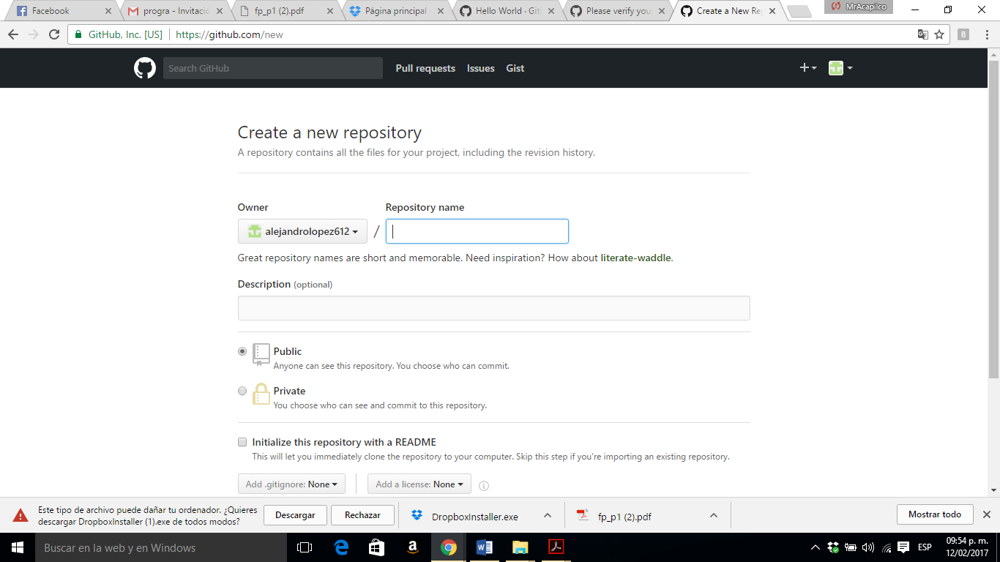 Facebook
progra - Invitació
fp_p1 (2).pdf
Página principal
Hello World · Git
Please verify you
Create a New Re
MrAcapilco
GitHub, Inc. [US]
https://github.com/new
B
Search GitHub
Pull requests
Issues
Gist
Create a new repository
A repository contains all the files for your project, including the revision history.
Owner
Repository name
alejandrolopez612
/
Great repository names are short and memorable. Need inspiration? How about literate-waddle.
Description (optional)
Public
Anyone can see this repository. You choose who can commit.
Private
You choose who can see and commit to this repository.
Initialize this repository with a README
This will let you immediately clone the repository to your computer. Skip this step if you're importing an existing repository.
Add .gitignore: None
Add a license: None
Este tipo de archivo puede dañar tu ordenador. ¿Quieres
descargar DropboxInstaller (1).exe de todos modos?
Descargar
Rechazar
DropboxInstaller.exe
fp_p1 (2).pdf
Mostrar todo
Buscar en la web y en Windows
ESP
09:54 p. m.
12/02/2017